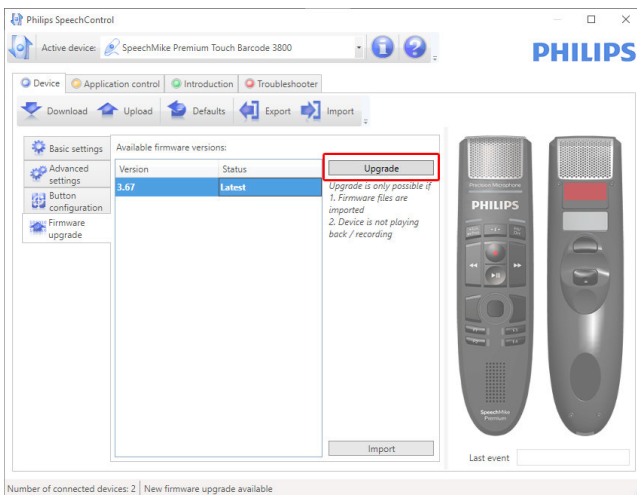 Philips SpeechControl
Active device: SpeechMike Premium Touch Barcode 3800
PHILIPS
Device Application control Introduction Troubleshooter
Download Upload Defaults Export Import
Basic settings
Advanced
settings
Button
configuration
Firmware
upgrade
Available firmware versions:
Version Status
3.67 Latest
Upgrade
Upgrade is only possible if
1. Firmware files are
imported
2. Device is not playing
back / recording
Import
Precision Microphone
PHILIPS
SpeechMike
Premium
Last event
Number of connected devices: 2 New firmware upgrade available